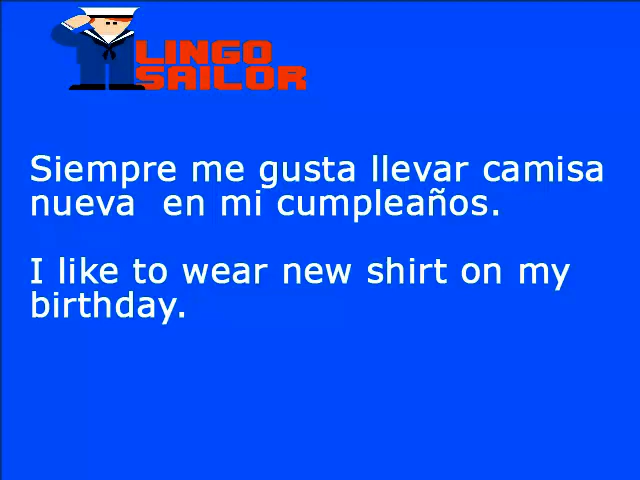 LINGO
SAILOR
Siempre me gusta llevar camisa
nueva  en mi cumpleaños.
I like to wear new shirt on my
birthday.